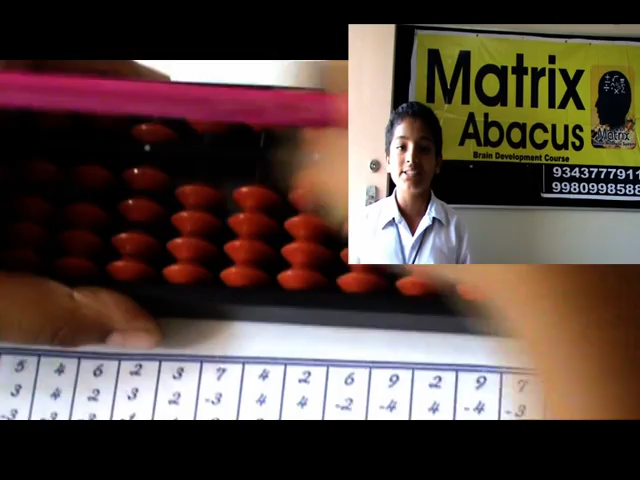 Matrix
Abacus
Brain Development Course
9343777911
9980998588
Matrix
5 4 6 2 3 7 4 2 6 9 2 9 7
3 4 2 3 2 -3 4 4 -2 -4 4 -4 -3